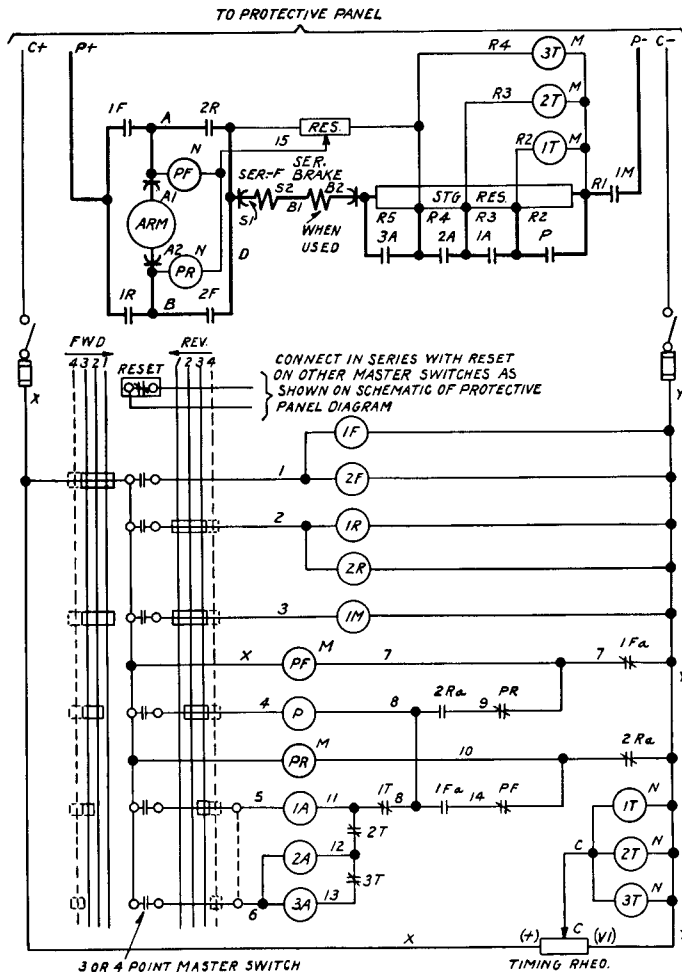 TO PROTECTIVE PANEL
C+ P+ P- C-
R4 3T M
R3 2T M
R2 1T M
1F A 2R
15 RES.
N PF
A1
ARM
A2 N
PR
SER-F SER. BRAKE
S1 S2 B1 B2
WHEN USED
D
STG RES.
R5 R4 R3 R2 R1 1M
3A 2A 1A P
1R B 2F
FWD REV.
4 3 2 1 1 2 3 4
RESET
CONNECT IN SERIES WITH RESET
ON OTHER MASTER SWITCHES AS
SHOWN ON SCHEMATIC OF PROTECTIVE
PANEL DIAGRAM
X Y
1F
1 2F
2 1R
2R
3 1M
X PF M 7 7 1Fa
Y
4 P 8 2Ra 9 PR
PR M 10 2Ra
5 1A 11 1T 8 1Fa 14 PF
2T
2A 12
3T
6 3A 13
1T N
C 2T N
3T N
X (+) C (V1) Y
3 OR 4 POINT MASTER SWITCH
TIMING RHEO.